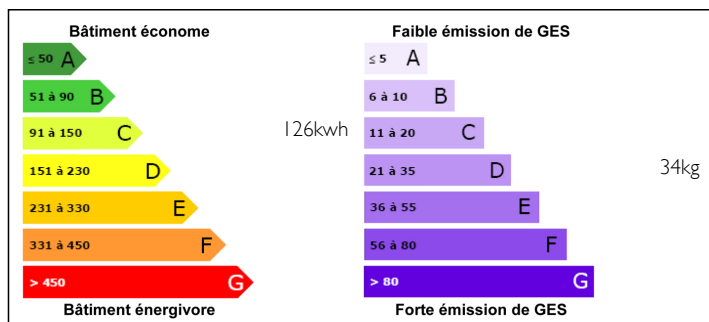 Bâtiment économe
≤ 50 A
51 à 90 B
91 à 150 C
126kwh
151 à 230 D
231 à 330 E
331 à 450 F
> 450 G
Bâtiment énergivore
Faible émission de GES
≤ 5 A
6 à 10 B
11 à 20 C
21 à 35 D
34kg
36 à 55 E
56 à 80 F
> 80 G
Forte émission de GES